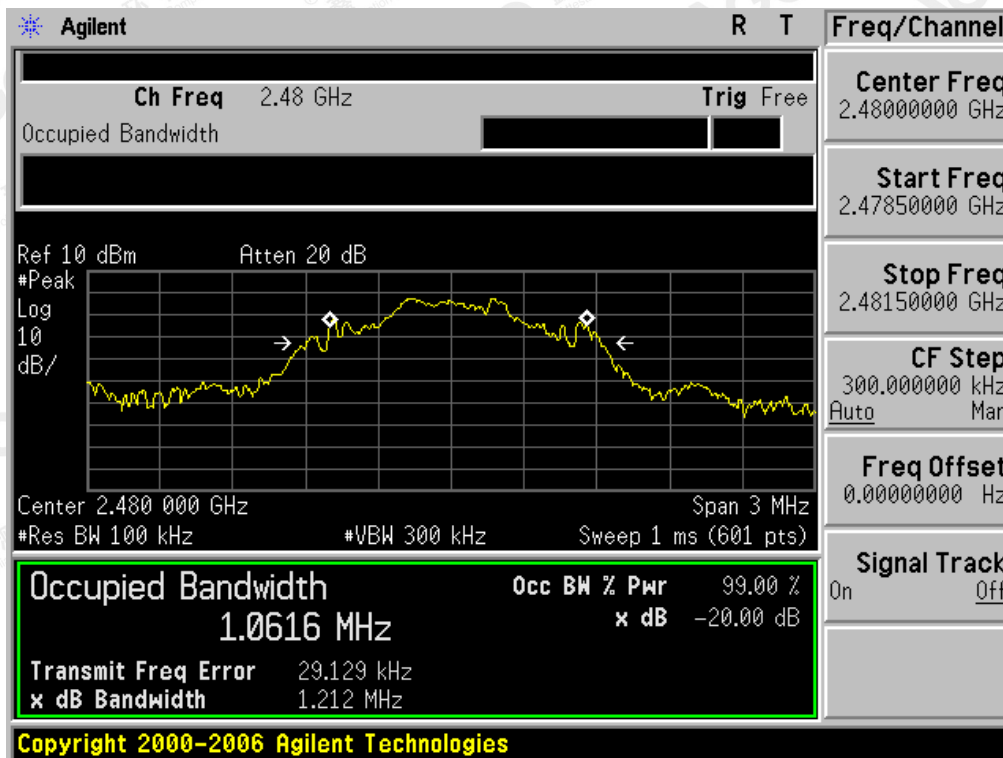 Agilent R T
Freq/Channel
Ch Freq 2.48 GHz Trig Free
Occupied Bandwidth
Center Freq
2.48000000 GHz
Start Freq
2.47850000 GHz
Stop Freq
2.48150000 GHz
CF Step
300.000000 kHz
Auto Man
Freq Offset
0.00000000 Hz
Signal Track
On Off
Ref 10 dBm Atten 20 dB
#Peak
Log
10
dB/
Center 2.480 000 GHz Span 3 MHz
#Res BW 100 kHz #VBW 300 kHz Sweep 1 ms (601 pts)
Occupied Bandwidth Occ BW % Pwr 99.00 %
1.0616 MHz x dB -20.00 dB
Transmit Freq Error 29.129 kHz
x dB Bandwidth 1.212 MHz
Copyright 2000-2006 Agilent Technologies